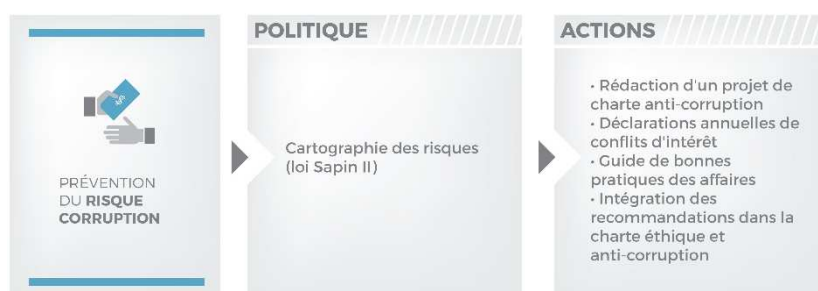 PRÉVENTION
DU RISQUE
CORRUPTION
POLITIQUE
Cartographie des risques
(loi Sapin II)
ACTIONS
• Rédaction d'un projet de
charte anti-corruption
• Déclarations annuelles de
conflits d'intérêt
• Guide de bonnes
pratiques des affaires
• Intégration des
recommandations dans la
charte éthique et
anti-corruption